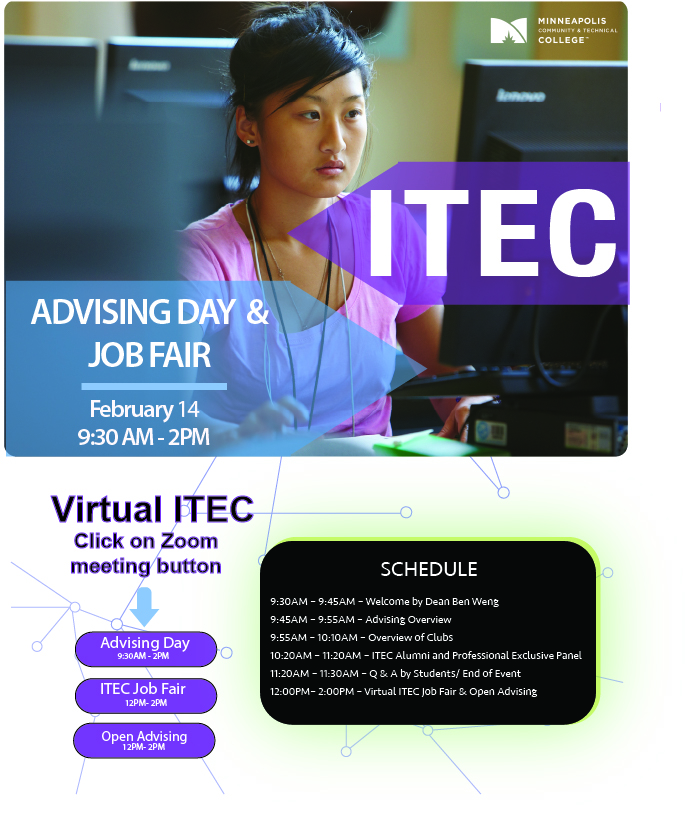 MINNEAPOLIS
COMMUNITY & TECHNICAL
COLLEGE™
lenovo
lenovo
ITEC
ADVISING DAY &
JOB FAIR
February 14
9:30 AM - 2PM
Virtual ITEC
Click on Zoom
meeting button
Advising Day
9:30AM - 2PM
ITEC Job Fair
12PM- 2PM
Open Advising
12PM- 2PM
SCHEDULE
9:30AM – 9:45AM – Welcome by Dean Ben Weng
9:45AM – 9:55AM – Advising Overview
9:55AM – 10:10AM – Overview of Clubs
10:20AM – 11:20AM – ITEC Alumni and Professional Exclusive Panel
11:20AM – 11:30AM – Q & A by Students/ End of Event
12:00PM– 2:00PM – Virtual ITEC Job Fair & Open Advising